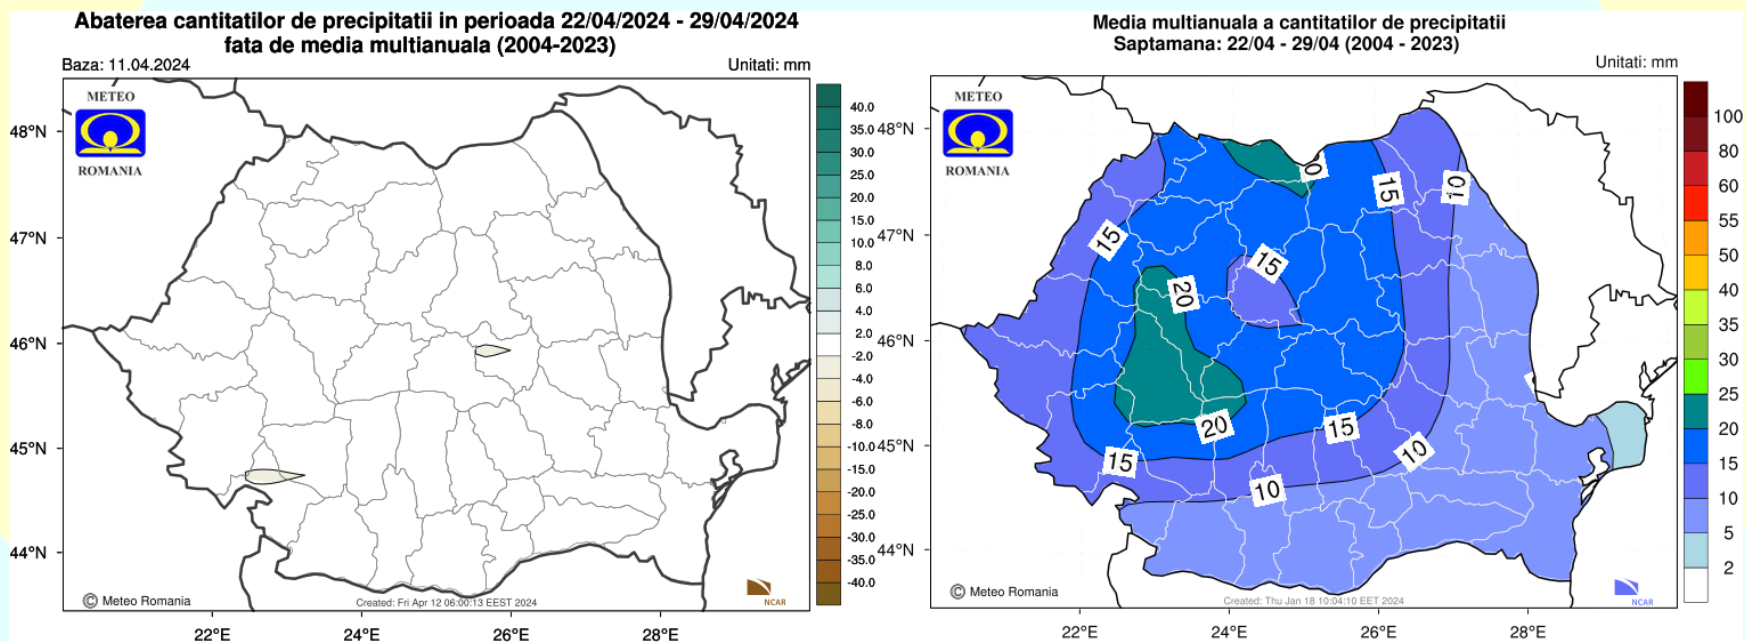 Abaterea cantitatilor de precipitatii in perioada 22/04/2024 - 29/04/2024
fata de media multianuala (2004-2023)
Baza: 11.04.2024
Unitati: mm
METEO
ROMANIA
48°N
47°N
46°N
45°N
44°N
22°E
24°E
26°E
28°E
40.0
35.0
30.0
25.0
20.0
15.0
10.0
8.0
6.0
4.0
2.0
-2.0
-4.0
-6.0
-8.0
-10.0
-15.0
-20.0
-30.0
-35.0
-40.0
© Meteo Romania
Created: Fri Apr 12 06:00:13 EEST 2024
NCAR
Media multianuala a cantitatilor de precipitatii
Saptamana: 22/04 - 29/04 (2004 - 2023)
Unitati: mm
METEO
ROMANIA
48°N
47°N
46°N
45°N
44°N
0
15
10
15
15
20
20
15
15
10
10
22°E
24°E
26°E
28°E
100
80
60
55
50
40
35
30
25
20
15
10
5
2
© Meteo Romania
Created: Thu Jan 18 10:04:10 EET 2024
NCAR